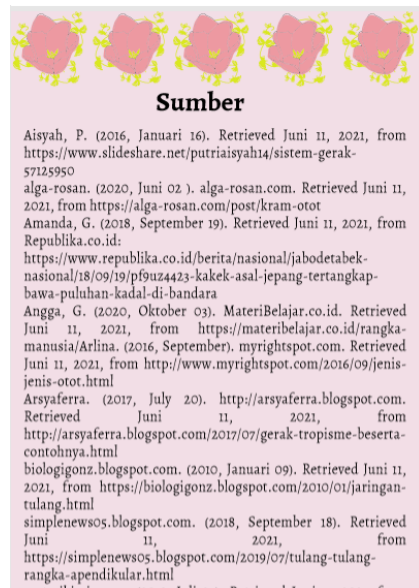 Sumber
Aisyah, P. (2016, Januari 16). Retrieved Juni 11, 2021, from
https://www.slideshare.net/putriaisyah14/sistem-gerak-
57125950
alga-rosan. (2020, Juni 02 ). alga-rosan.com. Retrieved Juni 11,
2021, from https://alga-rosan.com/post/kram-otot
Amanda, G. (2018, September 19). Retrieved Juni 11, 2021, from
Republika.co.id:
https://www.republika.co.id/berita/nasional/jabodetabek-
nasional/18/09/19/pf9uz4423-kakek-asal-jepang-tertangkap-
bawa-puluhan-kadal-di-bandara
Angga, G. (2020, Oktober 03). MateriBelajar.co.id. Retrieved
Juni 11, 2021, from https://materibelajar.co.id/rangka-
manusia/Arlina. (2016, September). myrightspot.com. Retrieved
Juni 11, 2021, from http://www.myrightspot.com/2016/09/jenis-
jenis-otot.html
Arsyaferra. (2017, July 20). http://arsyaferra.blogspot.com.
Retrieved Juni 11, 2021, from
http://arsyaferra.blogspot.com/2017/07/gerak-tropisme-beserta-
contohnya.html
biologigonz.blogspot.com. (2010, Januari 09). Retrieved Juni 11,
2021, from https://biologigonz.blogspot.com/2010/01/jaringan-
tulang.html
simplenews05.blogspot.com. (2018, September 18). Retrieved
Juni 11, 2021, from
https://simplenews05.blogspot.com/2019/07/tulang-tulang-
rangka-apendikular.html